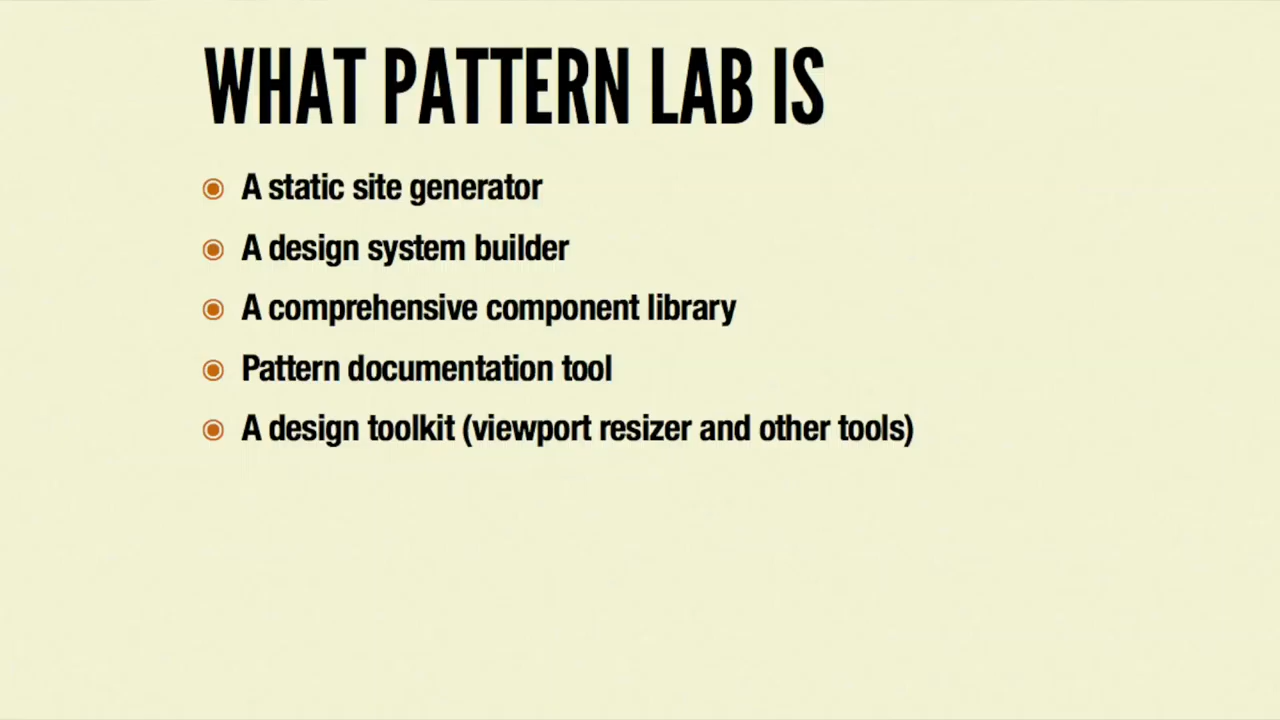 WHAT PATTERN LAB IS
A static site generator
A design system builder
A comprehensive component library
Pattern documentation tool
A design toolkit (viewport resizer and other tools)